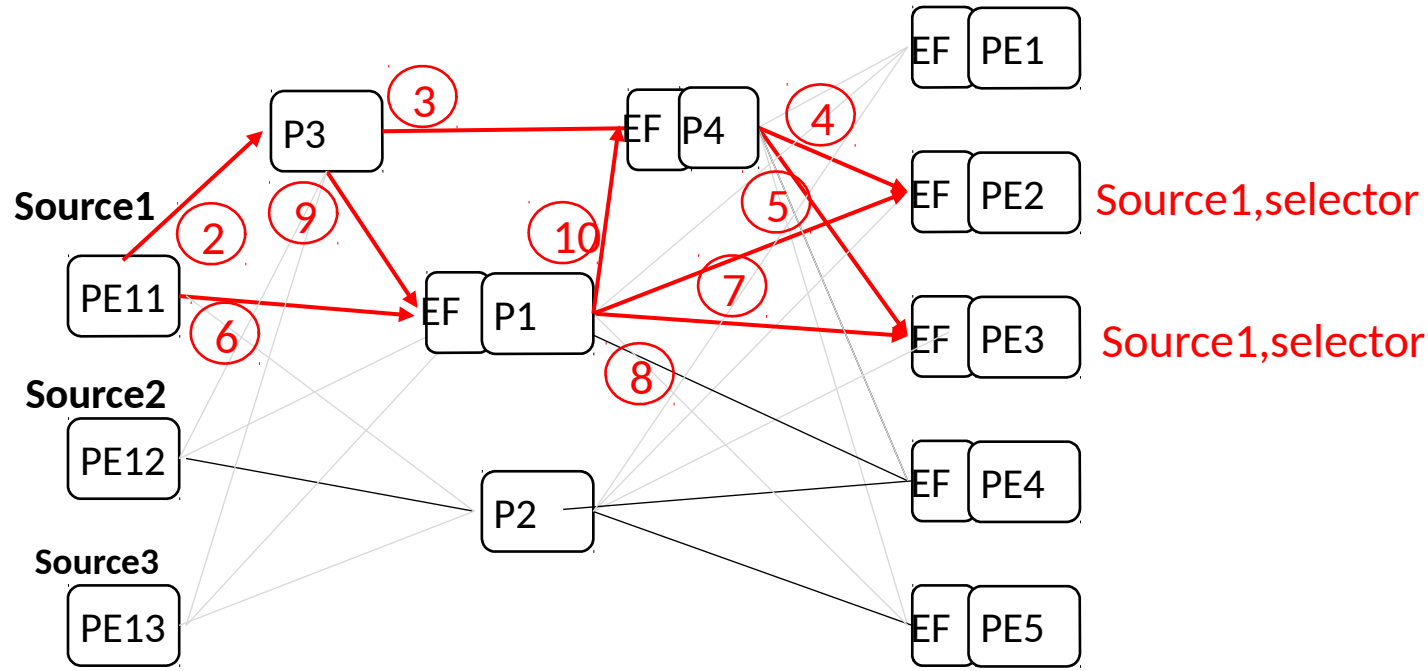 EF PE1
3
4
P3
EF P4
EF PE2
Source1,selector
5
Source1
9
2
10
7
PE11
EF P1
6
8
EF PE3
Source1,selector
Source2
PE12
EF PE4
P2
Source3
PE13
EF PE5